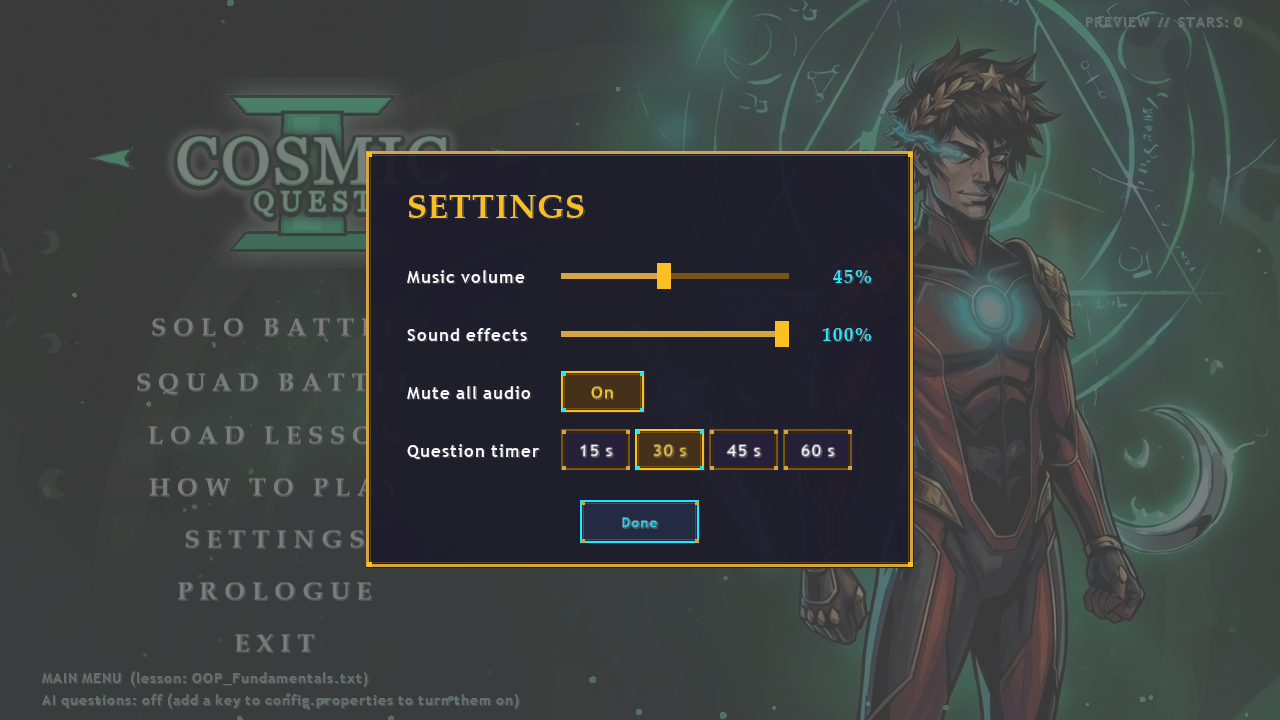 PREVIEW // STARS: 0
COSMIC
QUEST
SETTINGS
Music volume 45%
Sound effects 100%
Mute all audio On
Question timer 15 s 30 s 45 s 60 s
Done
SOLO BATTL
SQUAD BATT
LOAD LESSO
HOW TO PLAY
SETTINGS
PROLOGUE
EXIT
MAIN MENU (lesson: OOP_Fundamentals.txt)
AI questions: off (add a key to config.properties to turn them on)